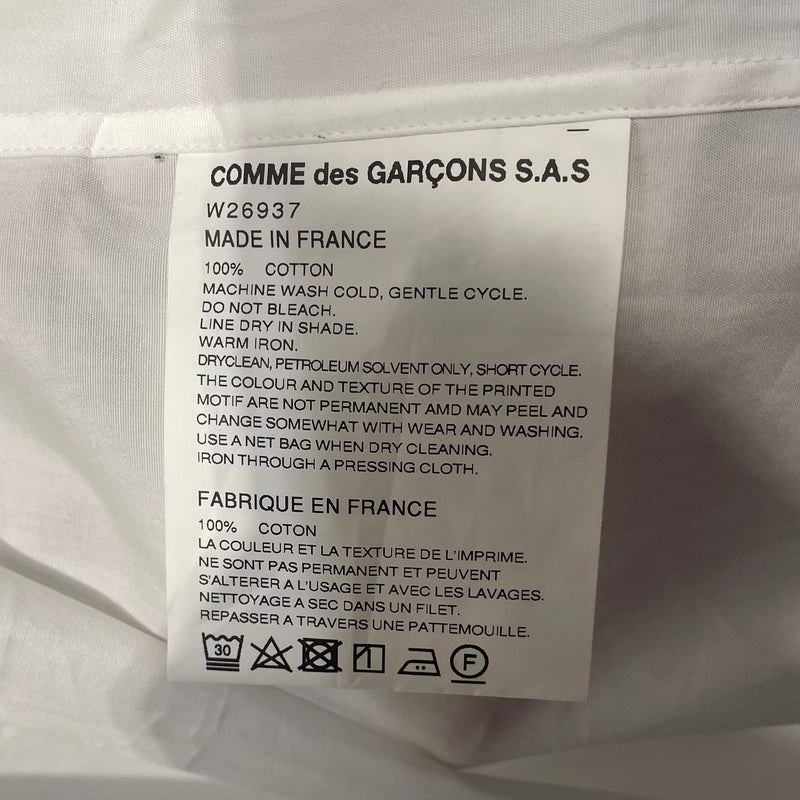 COMME des GARÇONS S.A.S
W26937
MADE IN FRANCE
100% COTTON
MACHINE WASH COLD, GENTLE CYCLE.
DO NOT BLEACH.
LINE DRY IN SHADE.
WARM IRON.
DRYCLEAN, PETROLEUM SOLVENT ONLY, SHORT CYCLE.
THE COLOUR AND TEXTURE OF THE PRINTED
MOTIF ARE NOT PERMANENT AMD MAY PEEL AND
CHANGE SOMEWHAT WITH WEAR AND WASHING.
USE A NET BAG WHEN DRY CLEANING.
IRON THROUGH A PRESSING CLOTH.
FABRIQUE EN FRANCE
100% COTON
LA COULEUR ET LA TEXTURE DE L'IMPRIME.
NE SONT PAS PERMANENT ET PEUVENT
S'ALTERER A L'USAGE ET AVEC LES LAVAGES.
NETTOYAGE A SEC DANS UN FILET.
REPASSER A TRAVERS UNE PATTEMOUILLE.
30 F